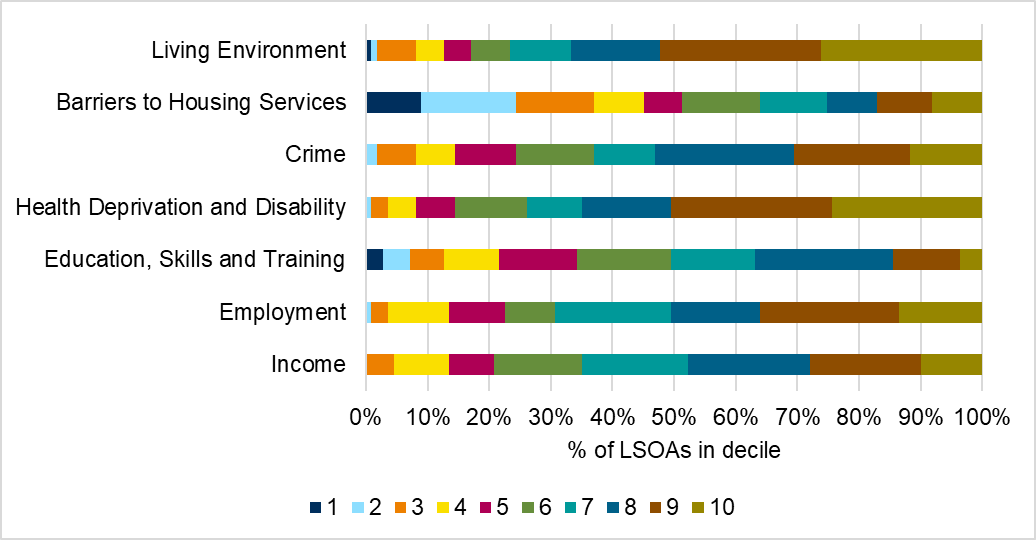 Living Environment
Barriers to Housing Services
Crime
Health Deprivation and Disability
Education, Skills and Training
Employment
Income
0% 10% 20% 30% 40% 50% 60% 70% 80% 90% 100%
% of LSOAs in decile
1 2 3 4 5 6 7 8 9 10